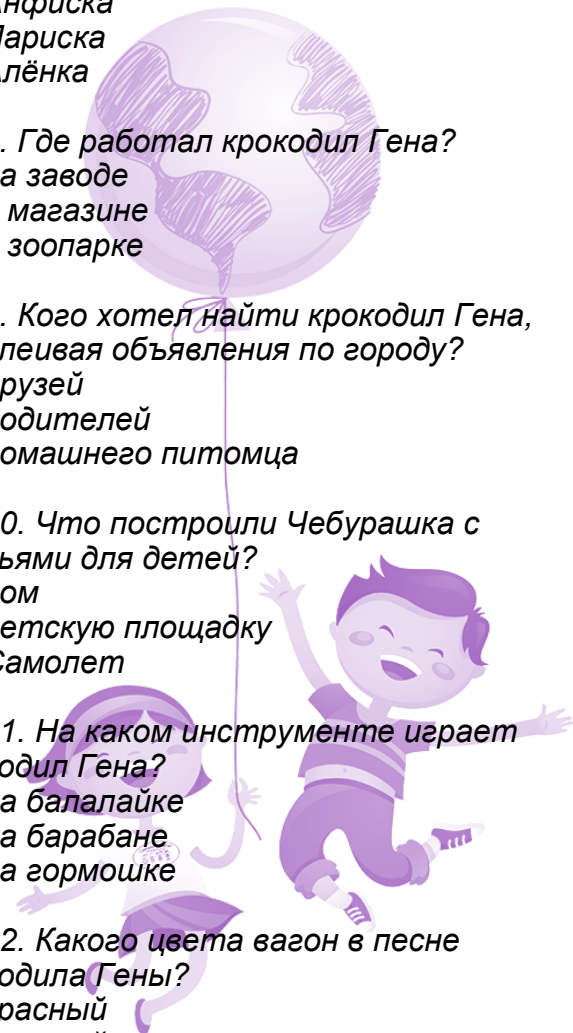 Анфиска
Лариска
Алёнка
. Где работал крокодил Гена?
а заводе
магазине
зоопарке
. Кого хотел найти крокодил Гена,
леивая объявления по городу?
рузей
одителей
омашнего питомца
0. Что построили Чебурашка с
ьями для детей?
ом
етскую площадку
Самолет
1. На каком инструменте играет
одил Гена?
а балалайке
а барабане
а гормошке
2. Какого цвета вагон в песне
одила Гены?
расный